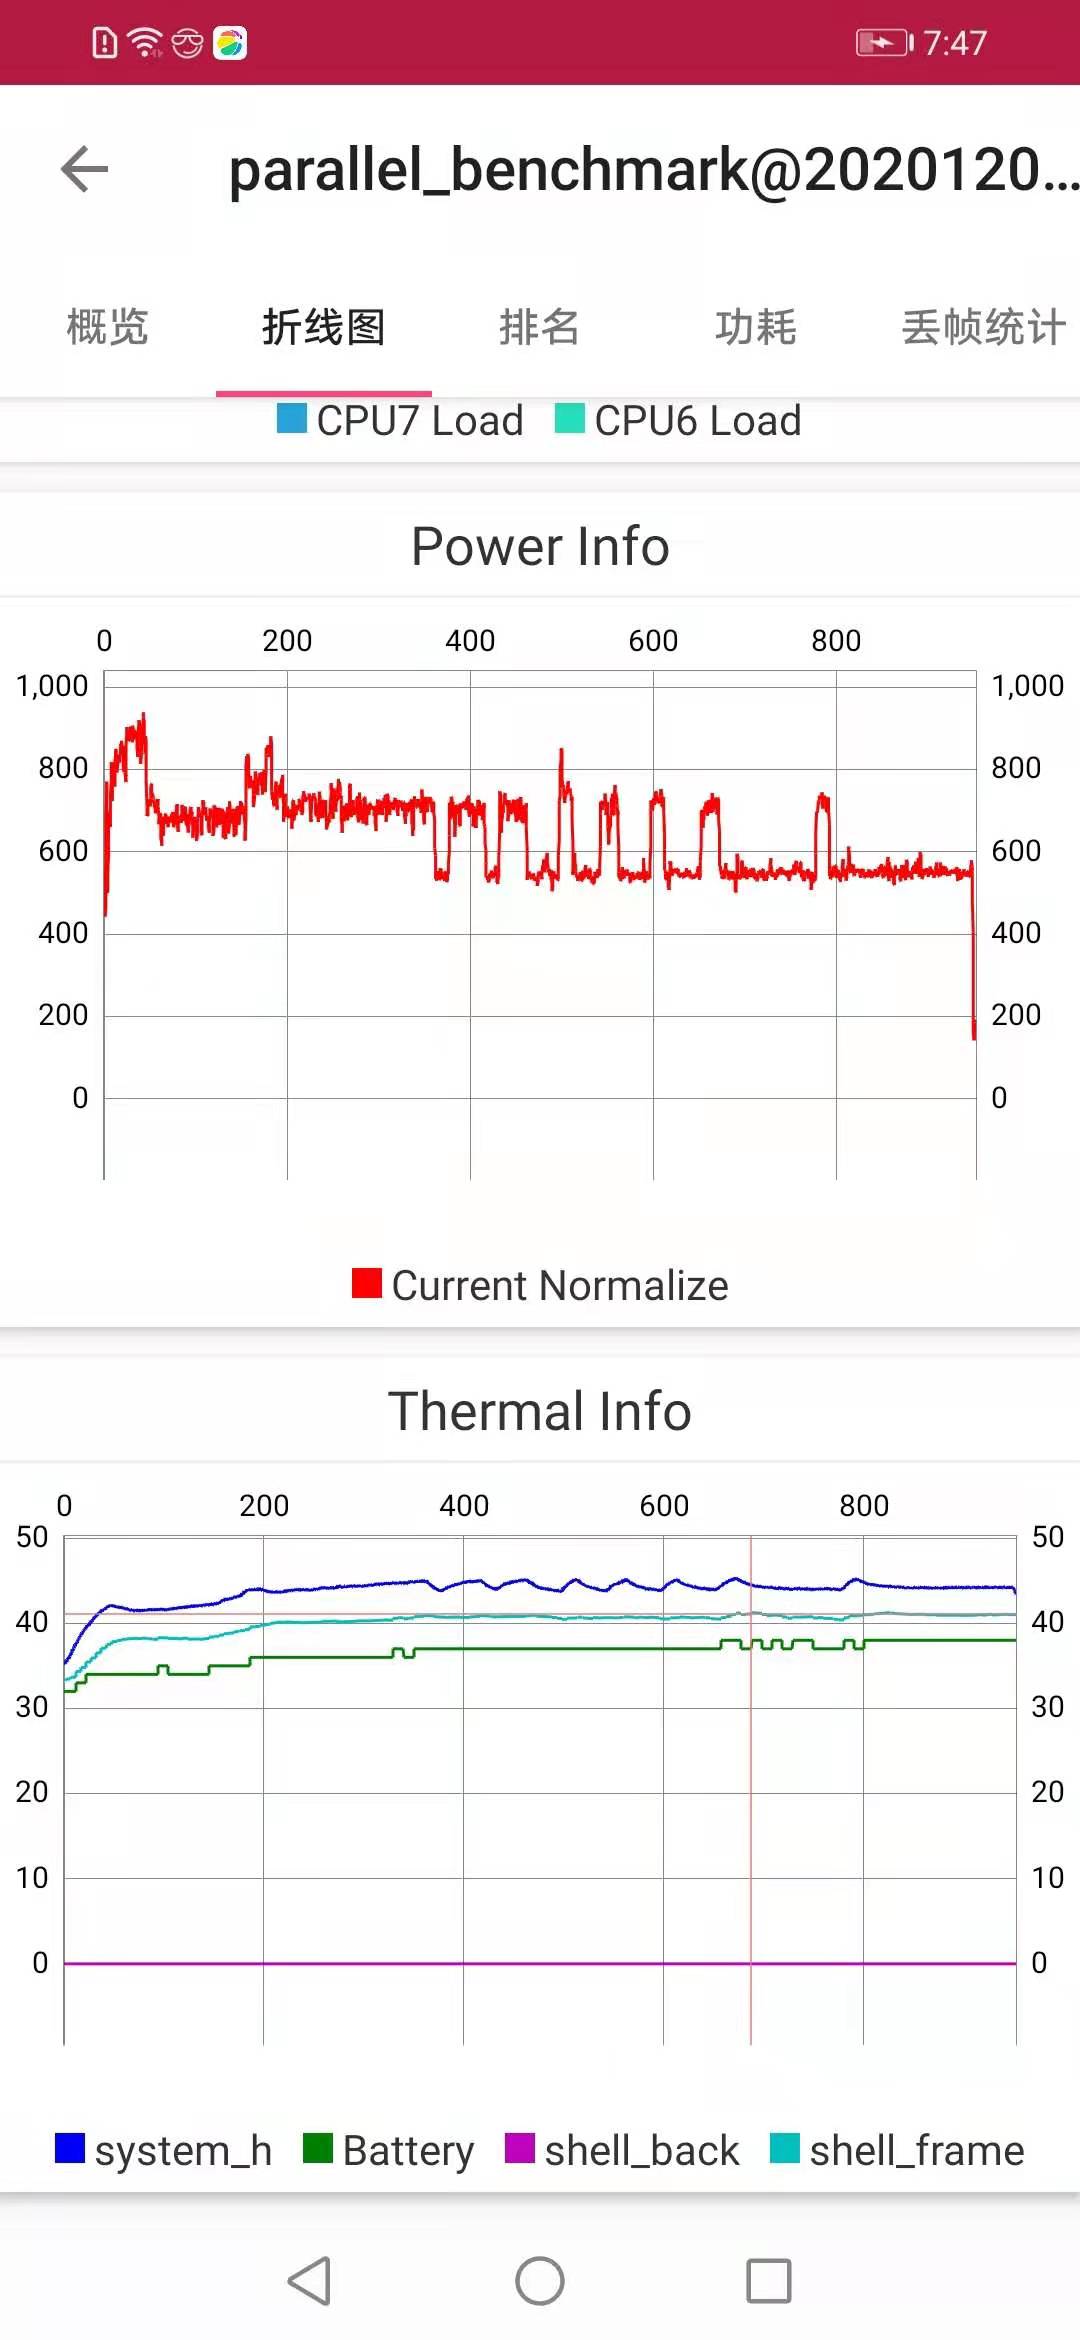 7:47
parallel_benchmark@2020120...
概览 折线图 排名 功耗 丢帧统计
CPU7 Load CPU6 Load
Power Info
0 200 400 600 800
1,000 1,000
800 800
600 600
400 400
200 200
0 0
Current Normalize
Thermal Info
0 200 400 600 800
50 50
40 40
30 30
20 20
10 10
0 0
system_h Battery shell_back shell_frame